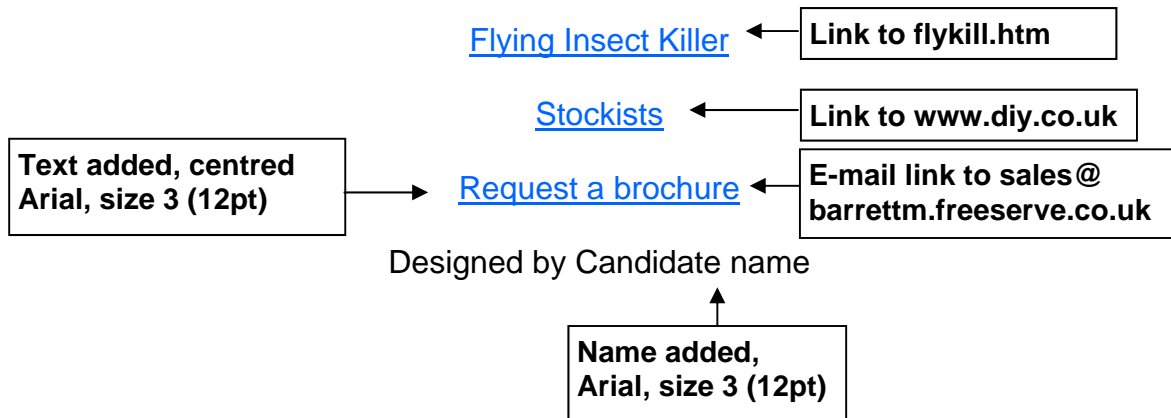 Flying Insect Killer
Link to flykill.htm
Stockists
Link to www.diy.co.uk
Text added, centred
Arial, size 3 (12pt)
Request a brochure
E-mail link to sales@
barrettm.freeserve.co.uk
Designed by Candidate name
Name added,
Arial, size 3 (12pt)